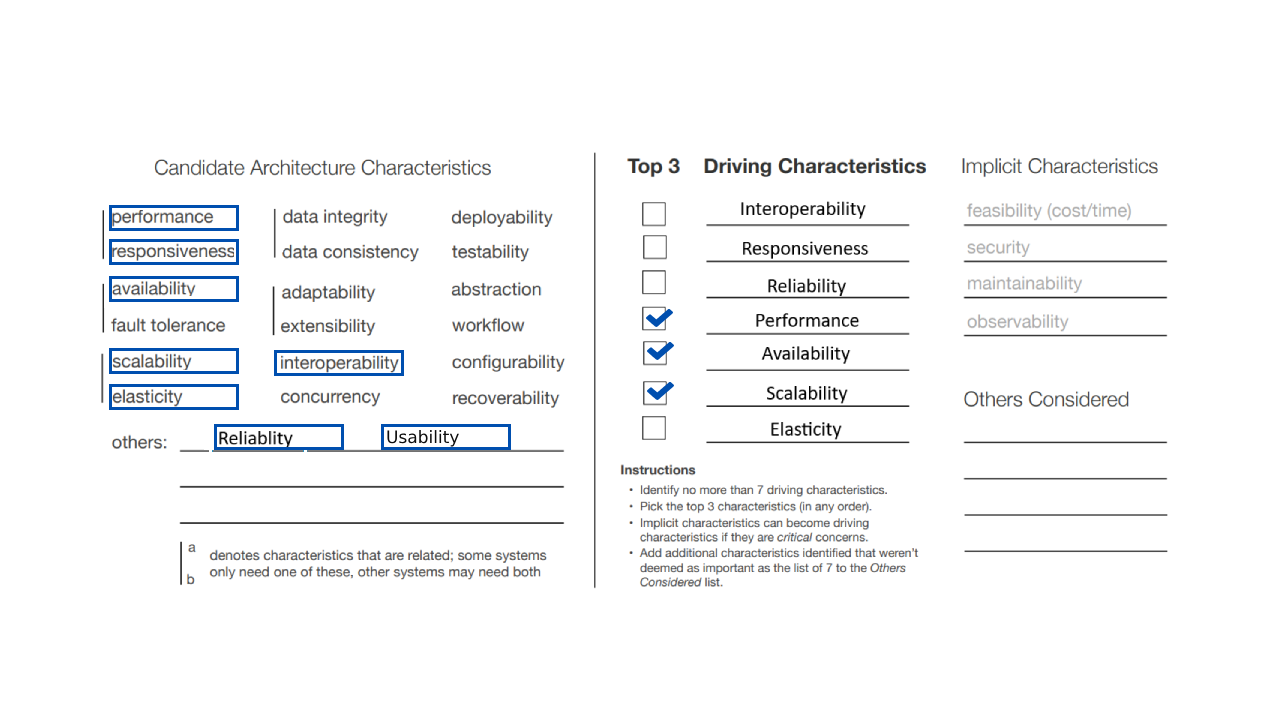 Candidate Architecture Characteristics
performance
responsiveness
availability
fault tolerance
scalability
elasticity
data integrity
data consistency
adaptability
extensibility
interoperability
concurrency
deployability
testability
abstraction
workflow
configurability
recoverability
others: Reliablity Usability
a
b
denotes characteristics that are related; some systems
only need one of these, other systems may need both
Top 3 Driving Characteristics
Interoperability
Responsiveness
Reliability
Performance
Availability
Scalability
Elasticity
Instructions
• Identify no more than 7 driving characteristics.
• Pick the top 3 characteristics (in any order).
• Implicit characteristics can become driving
characteristics if they are critical concerns.
• Add additional characteristics identified that weren't
deemed as important as the list of 7 to the Others
Considered list.
Implicit Characteristics
feasibility (cost/time)
security
maintainability
observability
Others Considered